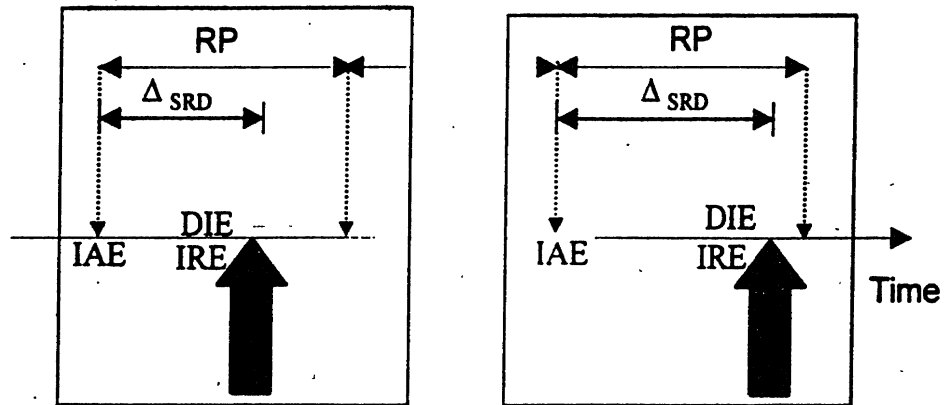 RP
Δ SRD
DIE
IAE IRE
RP
Δ SRD
DIE
IAE IRE
Time